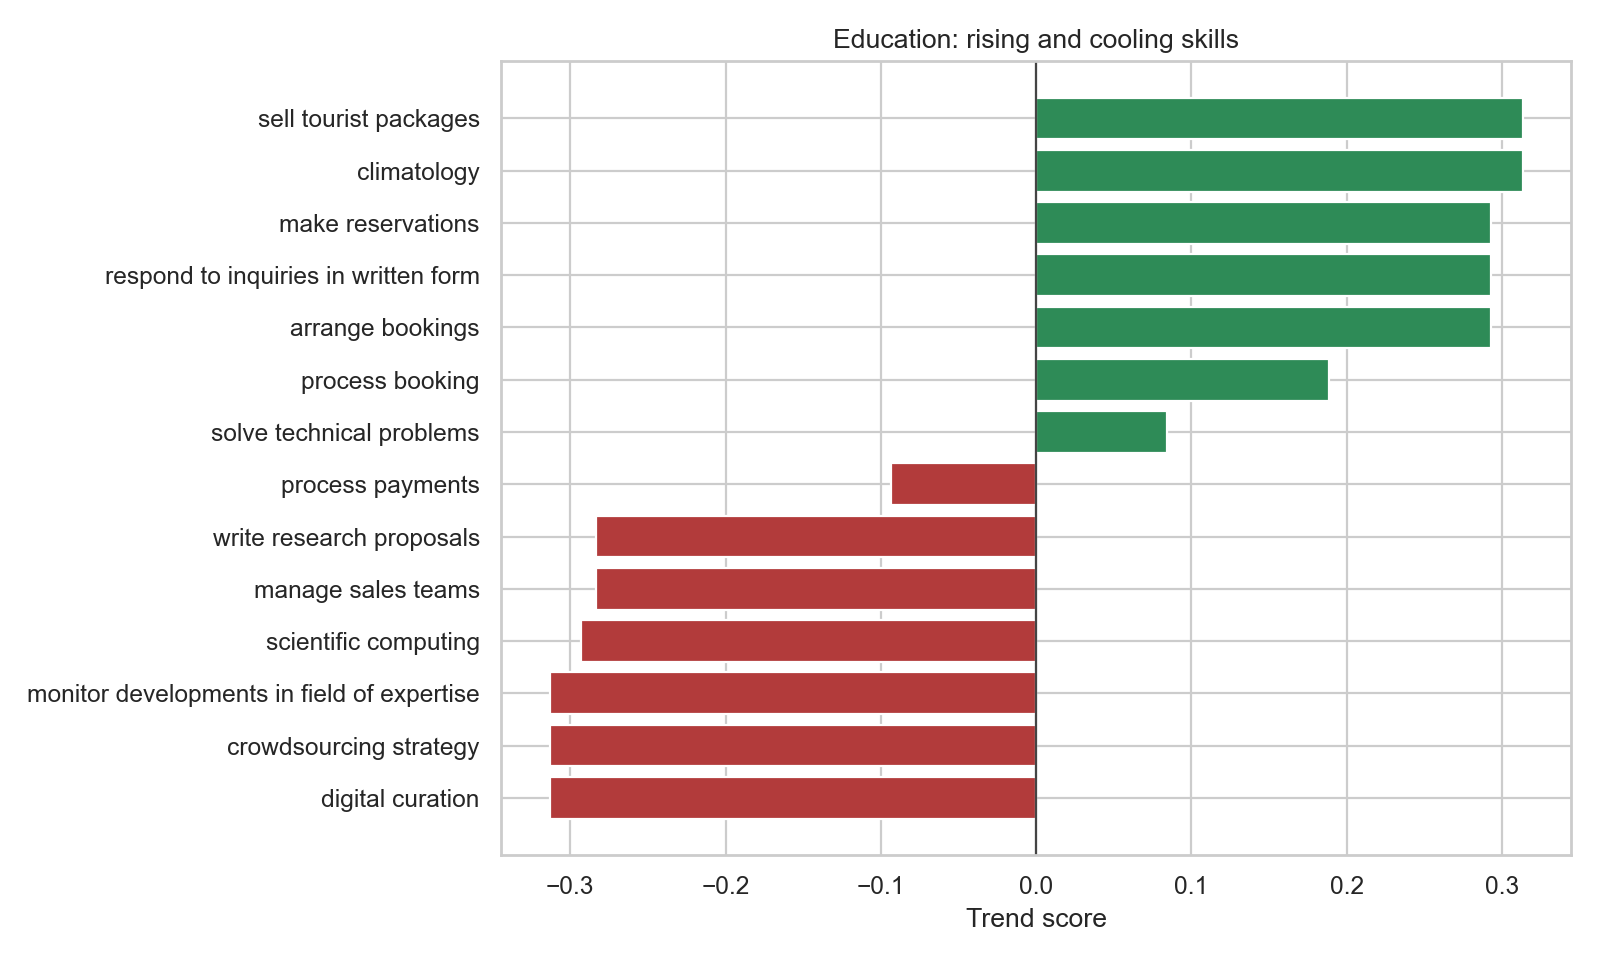 Education: rising and cooling skills
sell tourist packages
climatology
make reservations
respond to inquiries in written form
arrange bookings
process booking
solve technical problems
process payments
write research proposals
manage sales teams
scientific computing
monitor developments in field of expertise
crowdsourcing strategy
digital curation
−0.3 −0.2 −0.1 0.0 0.1 0.2 0.3
Trend score